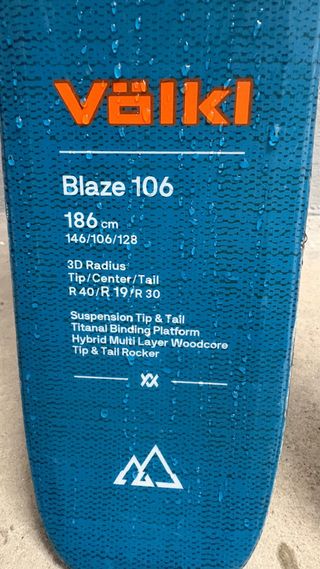 Völkl
Blaze 106
186 cm
146/106/128
3D Radius
Tip/Center/Tail
R 40/R 19/R 30
Suspension Tip & Tail
Titanal Binding Platform
Hybrid Multi Layer Woodcore
Tip & Tail Rocker